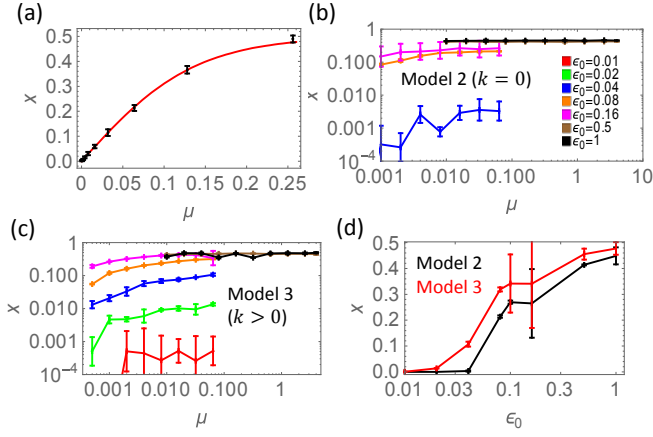 (a)
0.5
0.4
0.3
0.2
0.1
0.0
x
0
0.05
0.10
0.15
0.20
0.25
μ
(b)
1
0.100
0.010
0.001
10⁻⁴
x
Model 2 (k = 0)
ϵ₀=0.01
ϵ₀=0.02
ϵ₀=0.04
ϵ₀=0.08
ϵ₀=0.16
ϵ₀=0.5
ϵ₀=1
0.001
0.010
0.100
1
10
μ
(c)
1
0.100
0.010
0.001
10⁻⁴
x
Model 3
(k > 0)
0.001
0.010
0.100
1
μ
(d)
0.5
0.4
0.3
0.2
0.1
0.0
x
Model 2
Model 3
0.01
0.03
0.1
0.3
1
ϵ₀